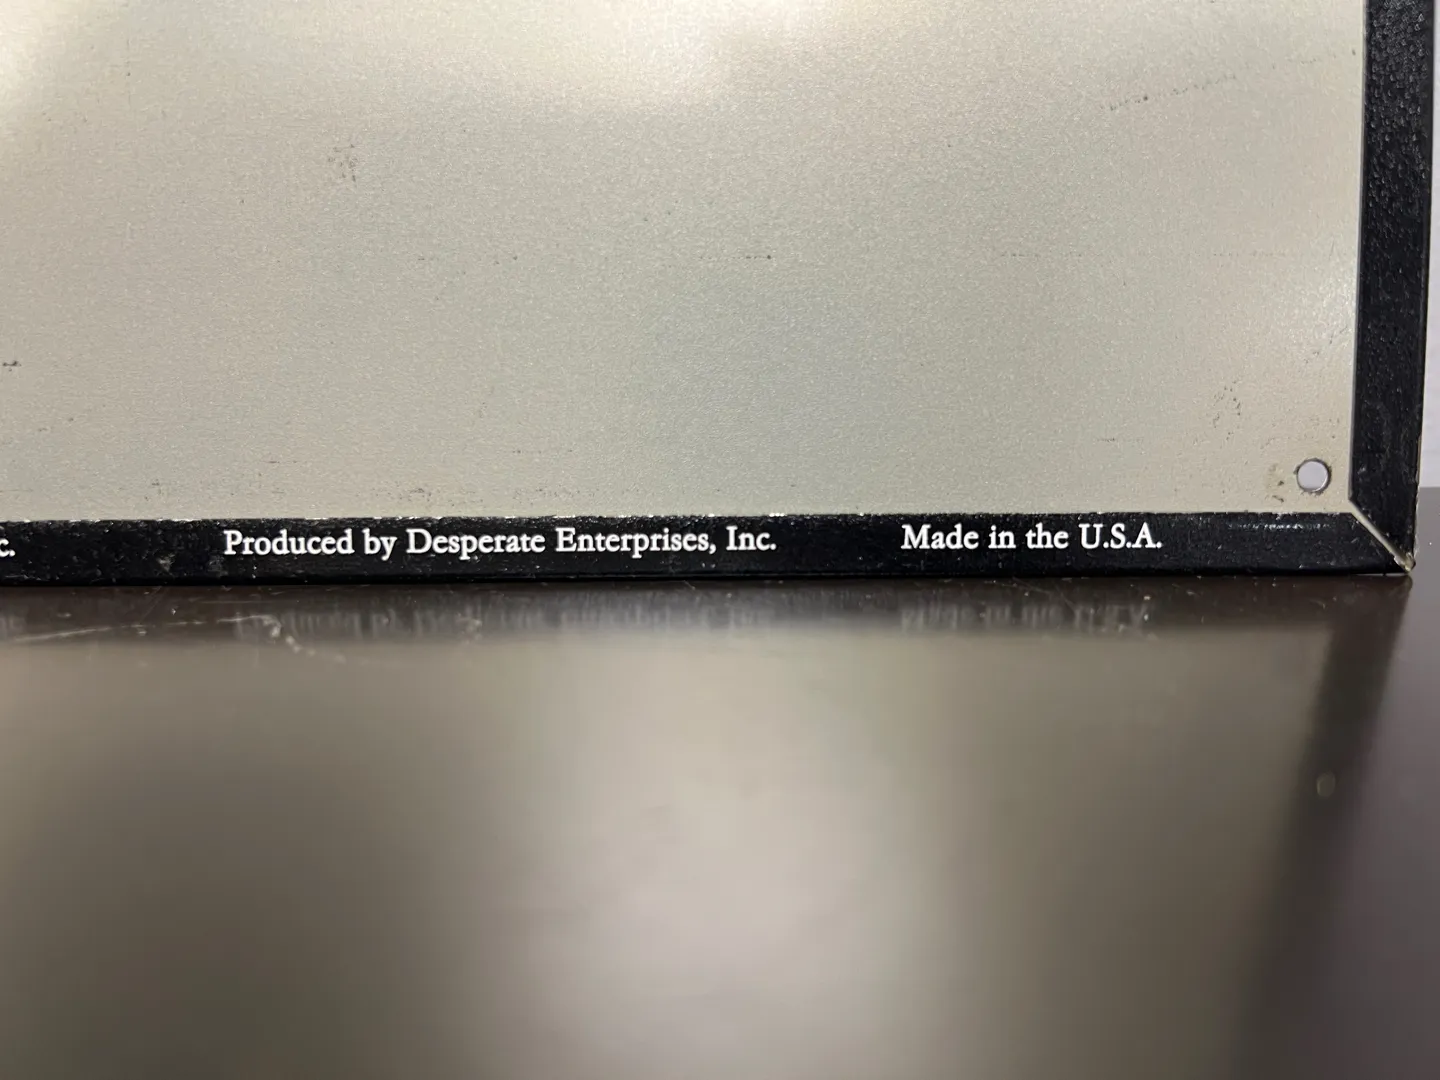 c. Produced by Desperate Enterprises, Inc. Made in the U.S.A.